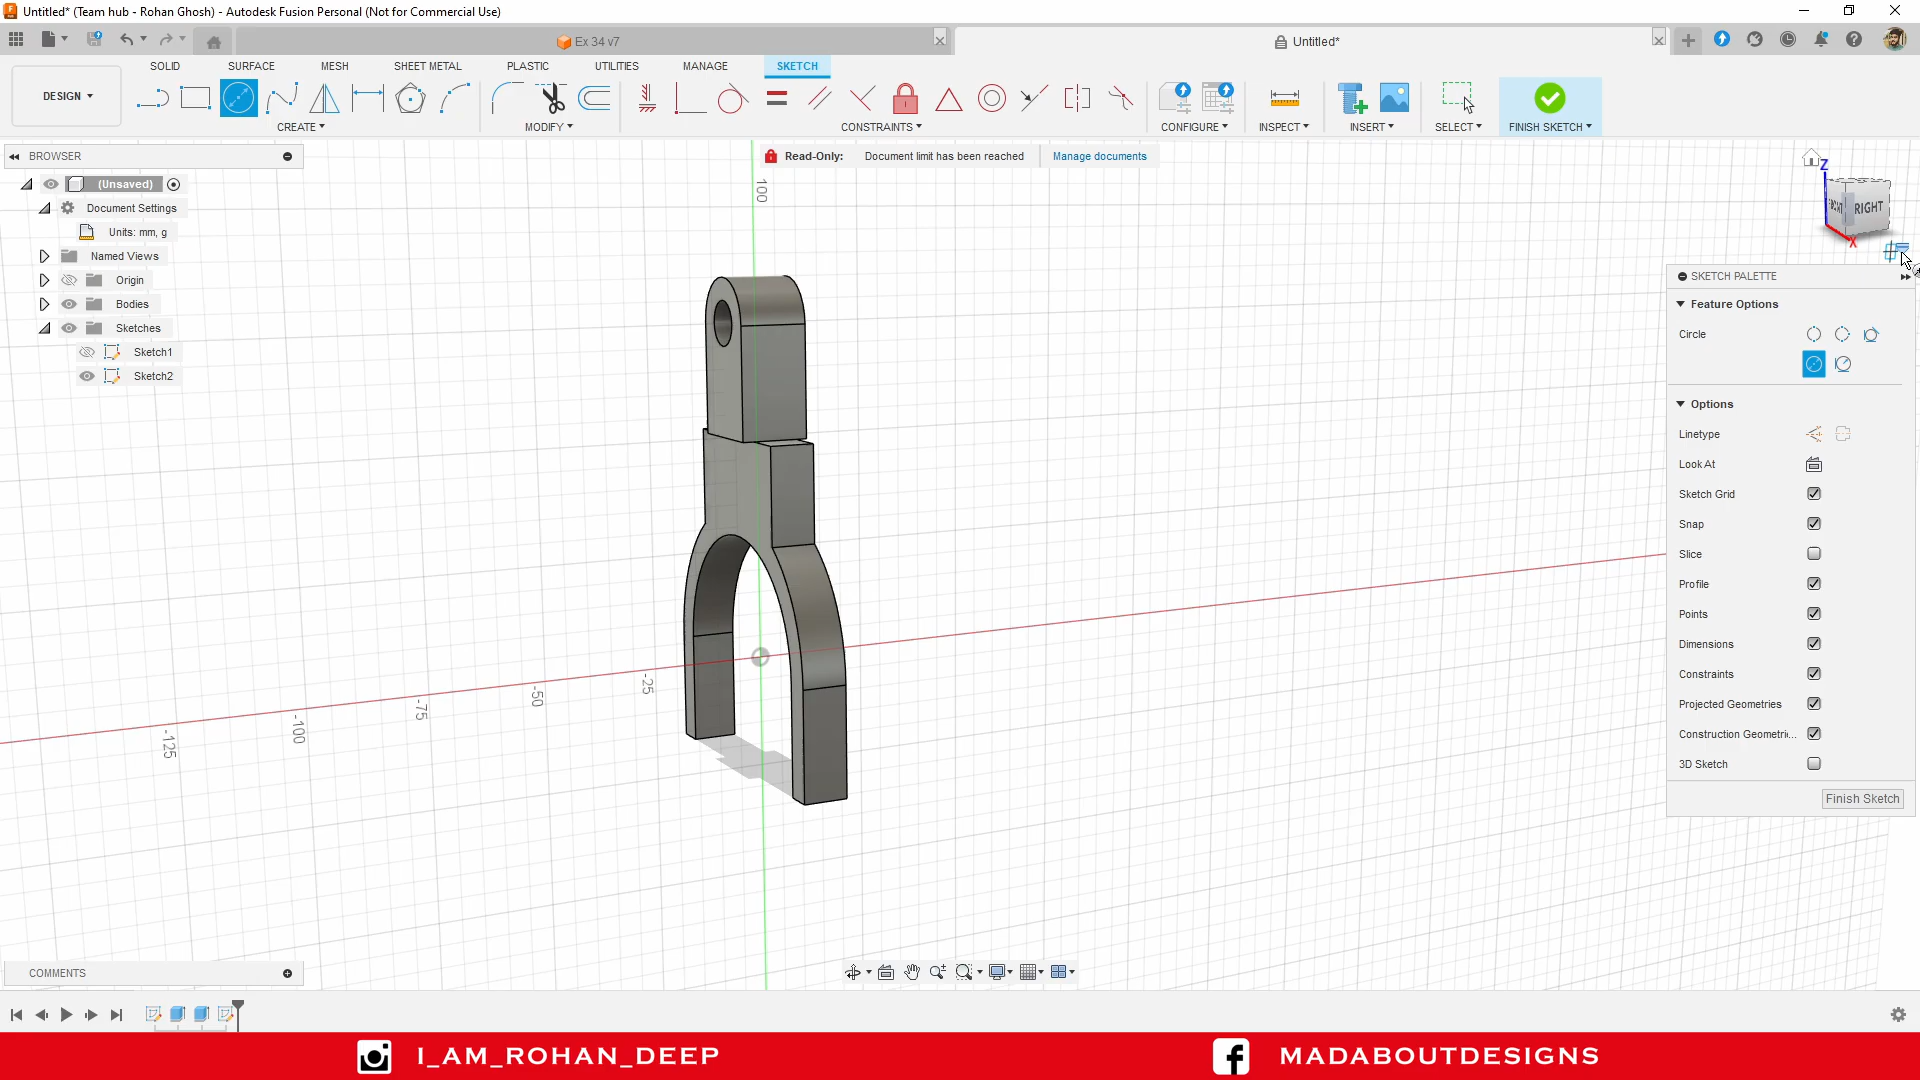 Untitled* (Team hub - Rohan Ghosh) - Autodesk Fusion Personal (Not for Commercial Use)
Ex 34 v7
Untitled*
SOLID SURFACE MESH SHEET METAL PLASTIC UTILITIES MANAGE SKETCH
DESIGN
CREATE MODIFY CONSTRAINTS CONFIGURE INSPECT INSERT SELECT FINISH SKETCH
BROWSER
Read-Only: Document limit has been reached Manage documents
(Unsaved)
Document Settings
Units: mm, g
Named Views
Origin
Bodies
Sketches
Sketch1
Sketch2
100
-25
-50
-75
-100
-125
Z
RIGHT
X
SKETCH PALETTE
Feature Options
Circle
Options
Linetype
Look At
Sketch Grid
Snap
Slice
Profile
Points
Dimensions
Constraints
Projected Geometries
Construction Geometri...
3D Sketch
Finish Sketch
COMMENTS
I_AM_ROHAN_DEEP
MADABOUTDESIGNS